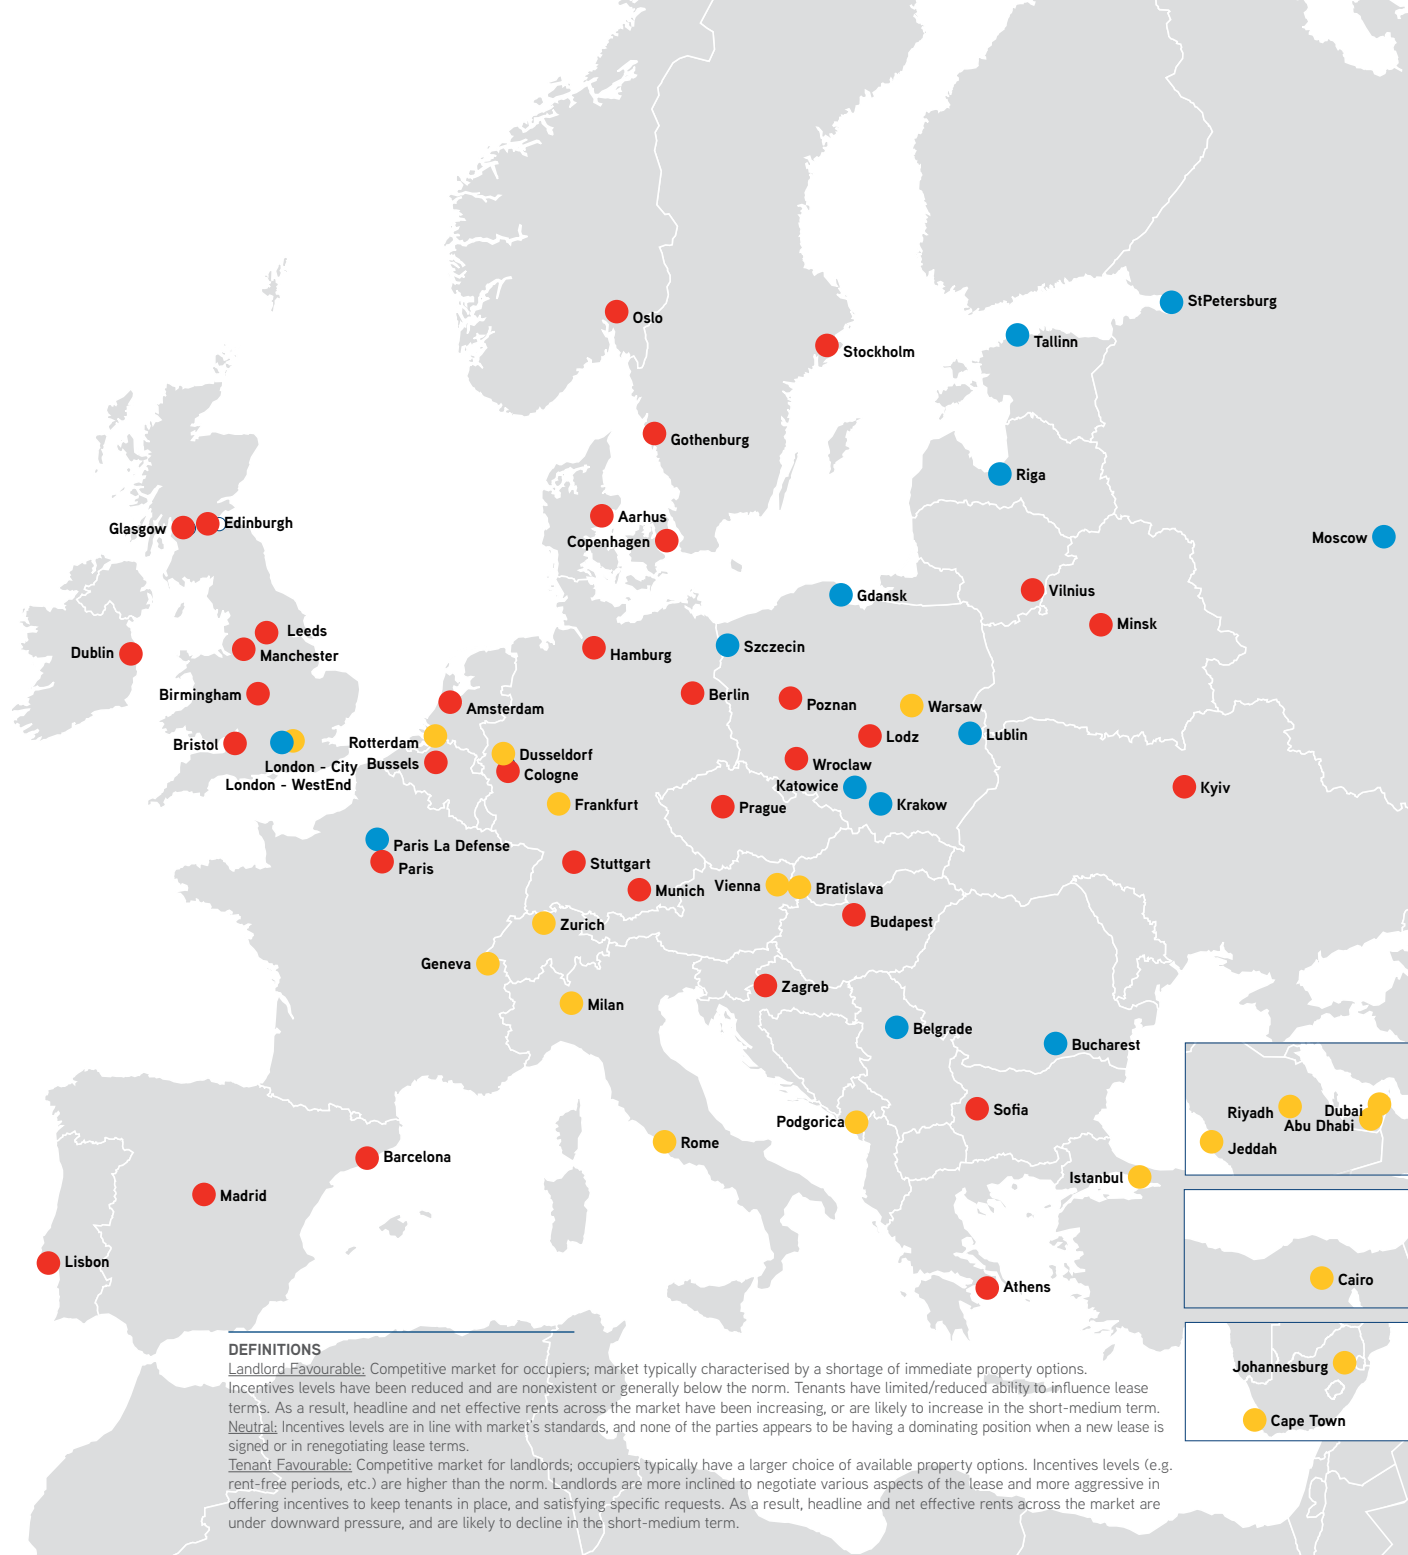 StPetersburg
Oslo
Tallinn
Stockholm
Gothenburg
Riga
Aarhus
Glasgow
Edinburgh
Moscow
Copenhagen
Vilnius
Gdansk
Minsk
Leeds
Dublin
Manchester
Hamburg
Szczecin
Birmingham
Berlin
Amsterdam
Poznan
Warsaw
Bristol
Rotterdam
Lodz
Lublin
Dusseldorf
London - City
Bussels
Cologne
Wroclaw
London - WestEnd
Katowice
Kyiv
Frankfurt
Prague
Krakow
Paris La Defense
Paris
Stuttgart
Munich
Vienna
Bratislava
Budapest
Zurich
Geneva
Zagreb
Milan
Belgrade
Bucharest
Podgorica
Sofia
Riyadh
Dubai
Abu Dhabi
Rome
Jeddah
Barcelona
Istanbul
Madrid
Lisbon
Athens
Cairo
Johannesburg
Cape Town
DEFINITIONS
Landlord Favourable: Competitive market for occupiers; market typically characterised by a shortage of immediate property options.
Incentives levels have been reduced and are nonexistent or generally below the norm. Tenants have limited/reduced ability to influence lease
terms. As a result, headline and net effective rents across the market have been increasing, or are likely to increase in the short-medium term.
Neutral: Incentives levels are in line with market's standards, and none of the parties appears to be having a dominating position when a new lease is
signed or in renegotiating lease terms.
Tenant Favourable: Competitive market for landlords; occupiers typically have a larger choice of available property options. Incentives levels (e.g.
rent-free periods, etc.) are higher than the norm. Landlords are more inclined to negotiate various aspects of the lease and more aggressive in
offering incentives to keep tenants in place, and satisfying specific requests. As a result, headline and net effective rents across the market are
under downward pressure, and are likely to decline in the short-medium term.